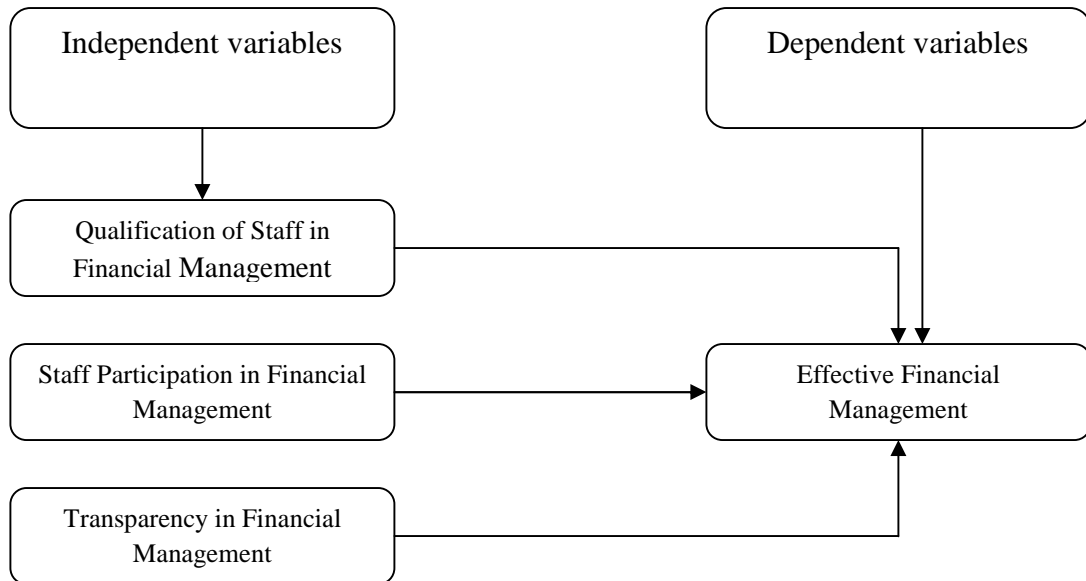 Independent variables
Dependent variables
Qualification of Staff in
Financial Management
Staff Participation in Financial
Management
Effective Financial
Management
Transparency in Financial
Management